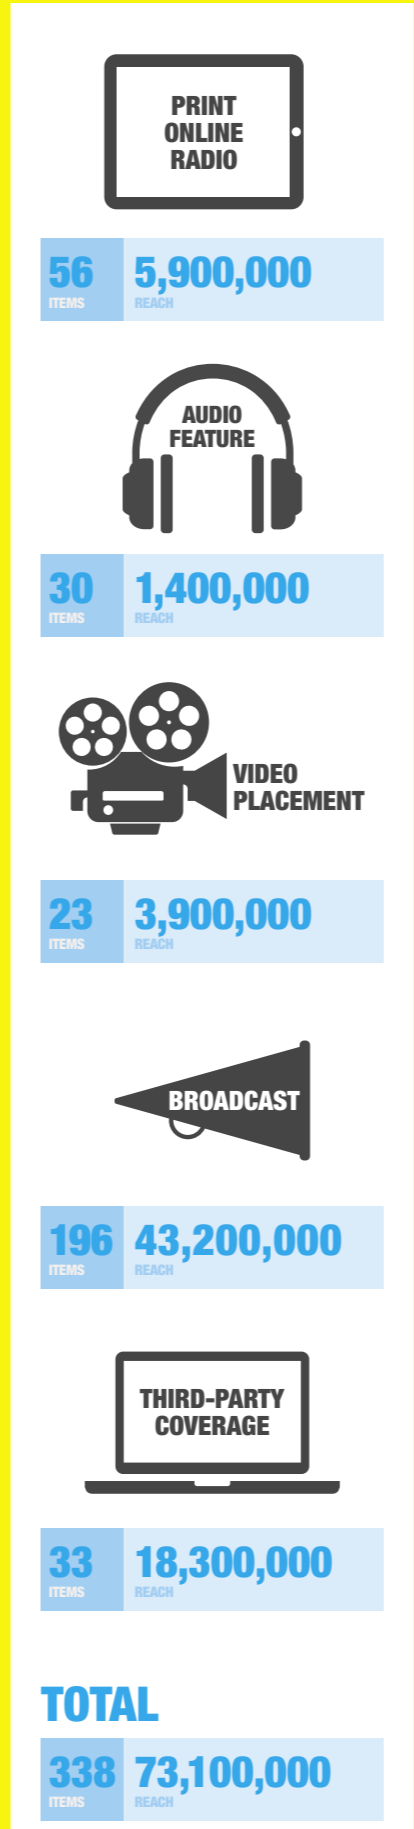 PRINT
ONLINE
RADIO
56 5,900,000
ITEMS REACH
AUDIO
FEATURE
30 1,400,000
ITEMS REACH
VIDEO
PLACEMENT
23 3,900,000
ITEMS REACH
BROADCAST
196 43,200,000
ITEMS REACH
THIRD-PARTY
COVERAGE
33 18,300,000
ITEMS REACH
TOTAL
338 73,100,000
ITEMS REACH